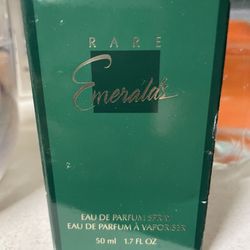 RARE
Emeralds
EAU DE PARFUM SPRAY
EAU DE PARFUM À VAPORISER
50 ml 1.7 FL OZ